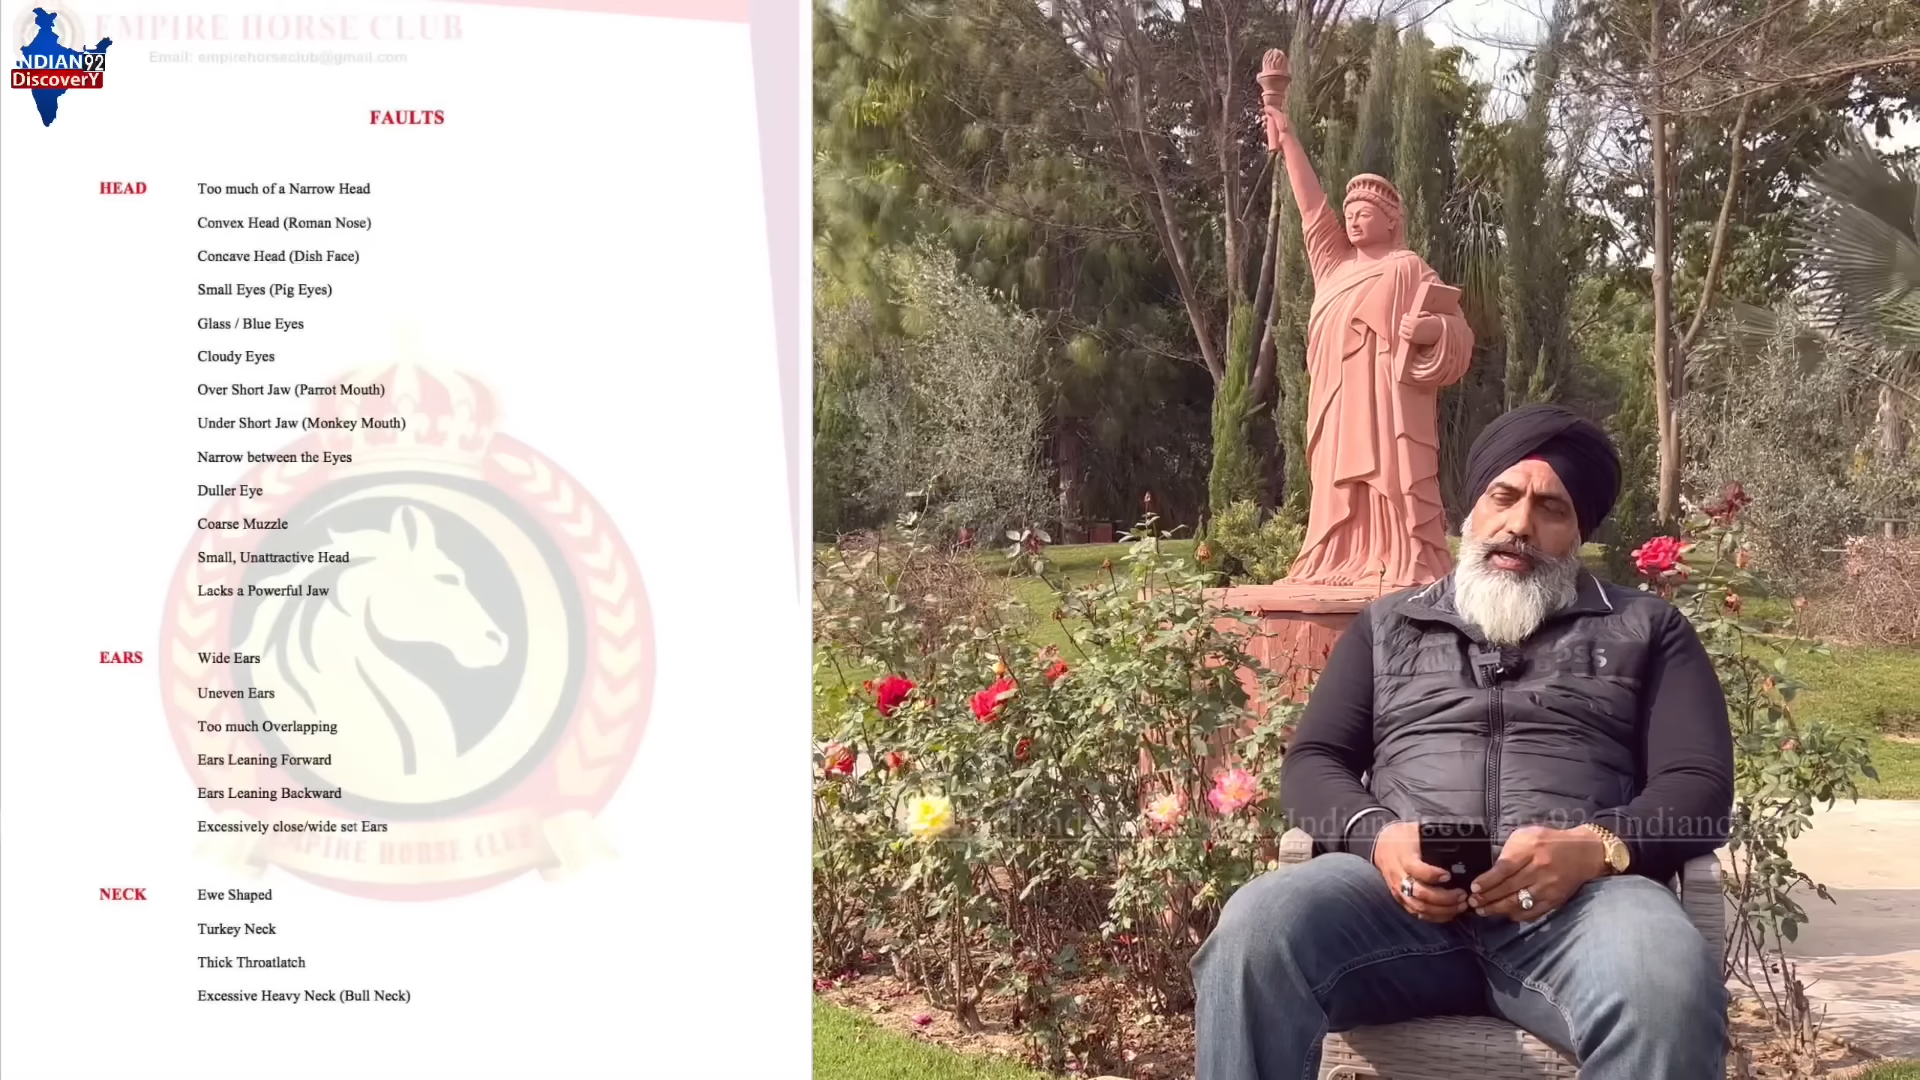 EMPIRE HORSE CLUB
Email: empirehorseclub@gmail.com
INDIAN92
DiscoverY
FAULTS
HEAD Too much of a Narrow Head
Convex Head (Roman Nose)
Concave Head (Dish Face)
Small Eyes (Pig Eyes)
Glass / Blue Eyes
Cloudy Eyes
Over Short Jaw (Parrot Mouth)
Under Short Jaw (Monkey Mouth)
Narrow between the Eyes
Duller Eye
Coarse Muzzle
Small, Unattractive Head
Lacks a Powerful Jaw
EARS Wide Ears
Uneven Ears
Too much Overlapping
Ears Leaning Forward
Ears Leaning Backward
Excessively close/wide set Ears
EMPIRE HORSE CLUB
NECK Ewe Shaped
Turkey Neck
Thick Throatlatch
Excessive Heavy Neck (Bull Neck)
Indiandiscovery92